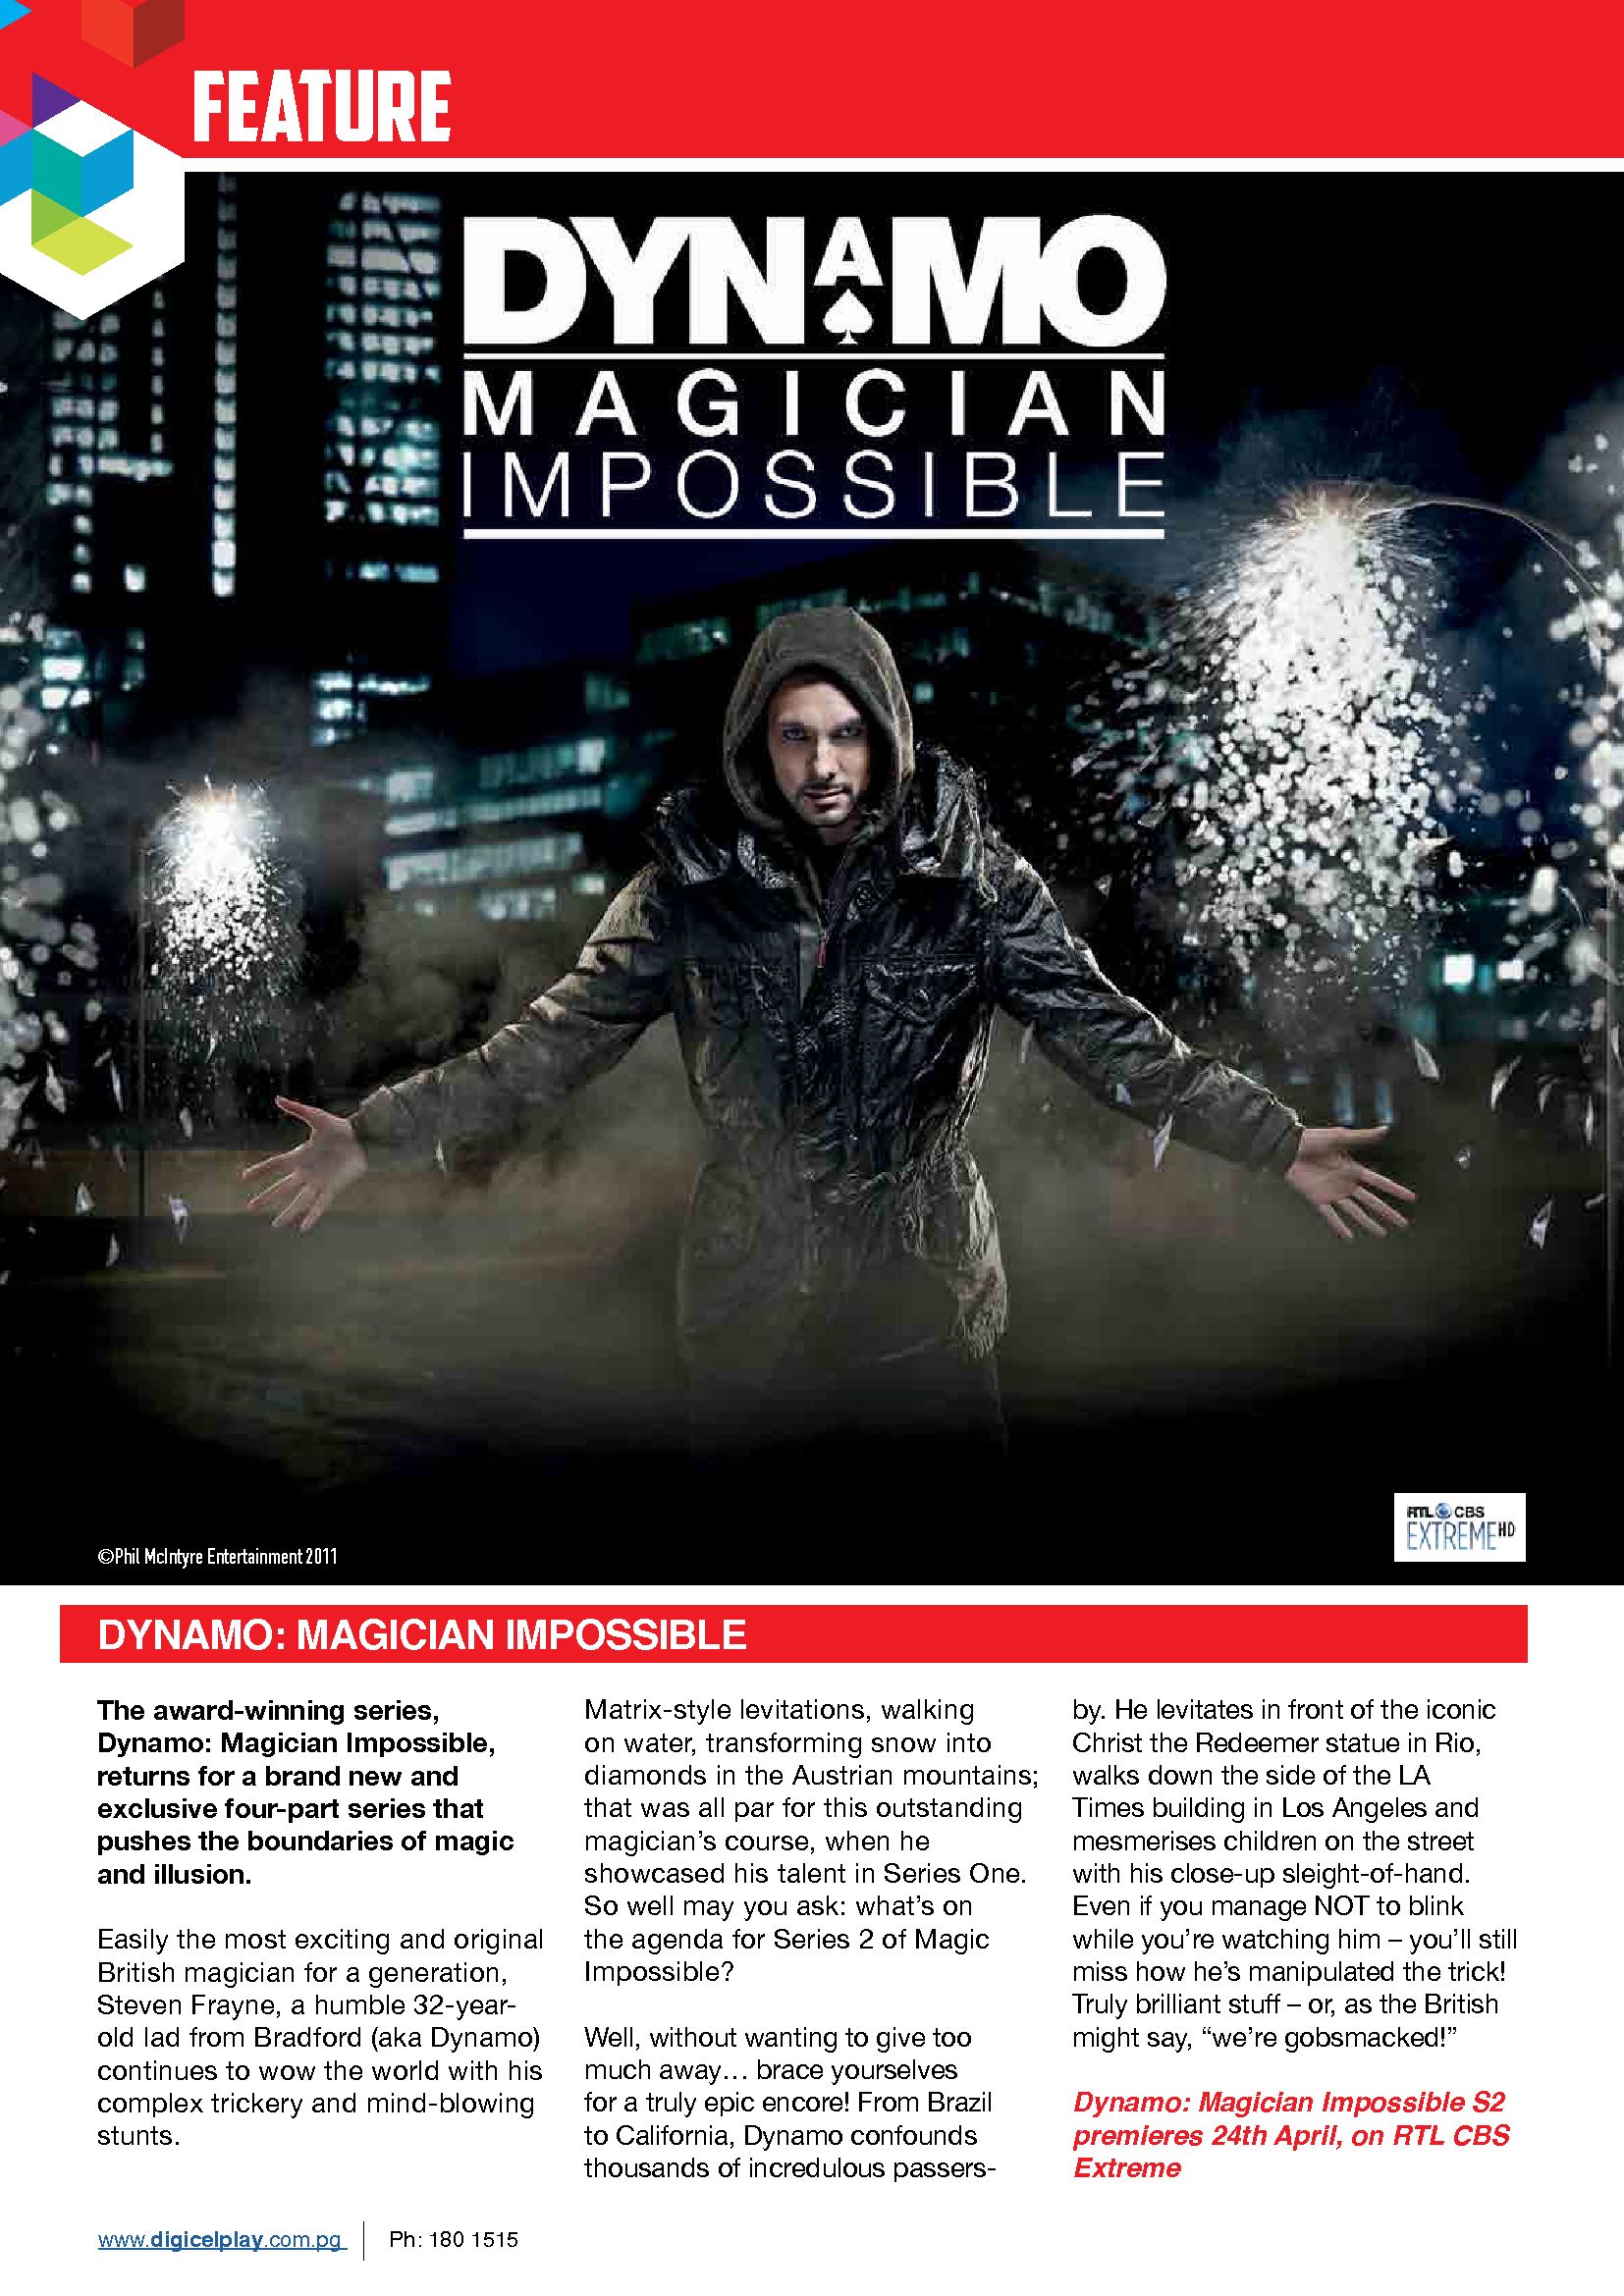 FEATURE
DYNAMO
MAGICIAN
IMPOSSIBLE
©Phil McIntyre Entertainment 2011
RTL CBS
EXTREME HD
DYNAMO: MAGICIAN IMPOSSIBLE
The award-winning series,
Dynamo: Magician Impossible,
returns for a brand new and
exclusive four-part series that
pushes the boundaries of magic
and illusion.
Easily the most exciting and original
British magician for a generation,
Steven Frayne, a humble 32-year-
old lad from Bradford (aka Dynamo)
continues to wow the world with his
complex trickery and mind-blowing
stunts.
Matrix-style levitations, walking
on water, transforming snow into
diamonds in the Austrian mountains;
that was all par for this outstanding
magician’s course, when he
showcased his talent in Series One.
So well may you ask: what’s on
the agenda for Series 2 of Magic
Impossible?
Well, without wanting to give too
much away… brace yourselves
for a truly epic encore! From Brazil
to California, Dynamo confounds
thousands of incredulous passers-
by. He levitates in front of the iconic
Christ the Redeemer statue in Rio,
walks down the side of the LA
Times building in Los Angeles and
mesmerises children on the street
with his close-up sleight-of-hand.
Even if you manage NOT to blink
while you’re watching him – you’ll still
miss how he’s manipulated the trick!
Truly brilliant stuff – or, as the British
might say, “we’re gobsmacked!”
Dynamo: Magician Impossible S2
premieres 24th April, on RTL CBS
Extreme
www.digicelplay.com.pg
Ph: 180 1515